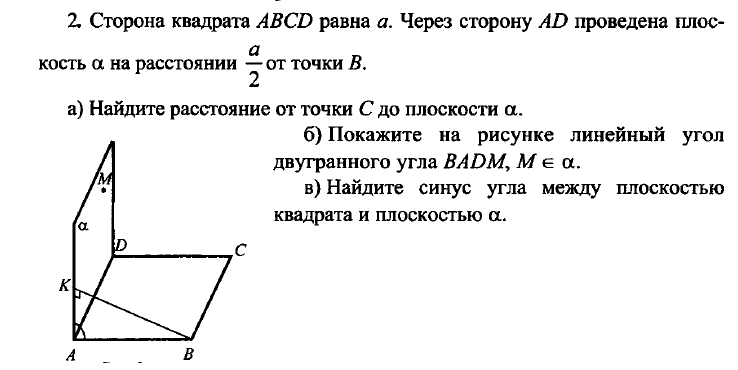 2. Сторона квадрата ABCD равна a. Через сторону AD проведена плос-
кость α на расстоянии a/2 от точки B.
а) Найдите расстояние от точки C до плоскости α.
б) Покажите на рисунке линейный угол
двугранного угла BADM, M ∈ α.
в) Найдите синус угла между плоскостью
квадрата и плоскостью α.
M
α
D
C
K
A
B